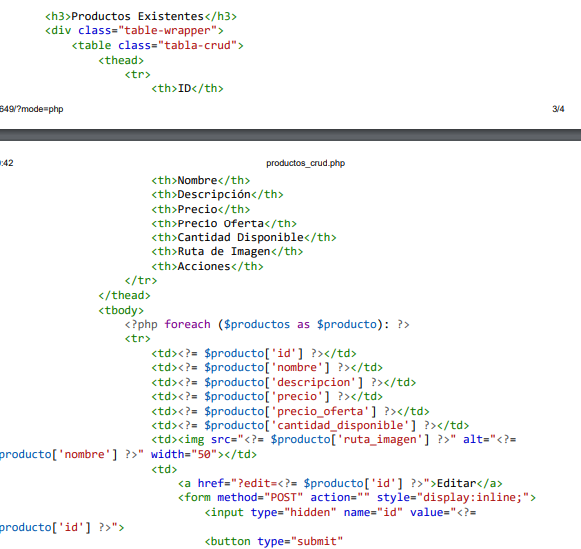 <h3>Productos Existentes</h3>
<div class="table-wrapper">
<table class="tabla-crud">
<thead>
<tr>
<th>ID</th>
649/?mode=php 3/4
:42 productos_crud.php
<th>Nombre</th>
<th>Descripción</th>
<th>Precio</th>
<th>Precio Oferta</th>
<th>Cantidad Disponible</th>
<th>Ruta de Imagen</th>
<th>Acciones</th>
</tr>
</thead>
<tbody>
<?php foreach ($productos as $producto): ?>
<tr>
<td><?= $producto['id'] ?></td>
<td><?= $producto['nombre'] ?></td>
<td><?= $producto['descripcion'] ?></td>
<td><?= $producto['precio'] ?></td>
<td><?= $producto['precio_oferta'] ?></td>
<td><?= $producto['cantidad_disponible'] ?></td>
<td><img src="<?= $producto['ruta_imagen'] ?>" alt="<?=
producto['nombre'] ?>" width="50"></td>
<td>
<a href="?edit=<?= $producto['id'] ?>">Editar</a>
<form method="POST" action="" style="display:inline;">
<input type="hidden" name="id" value="<?=
producto['id'] ?>">
<button type="submit"